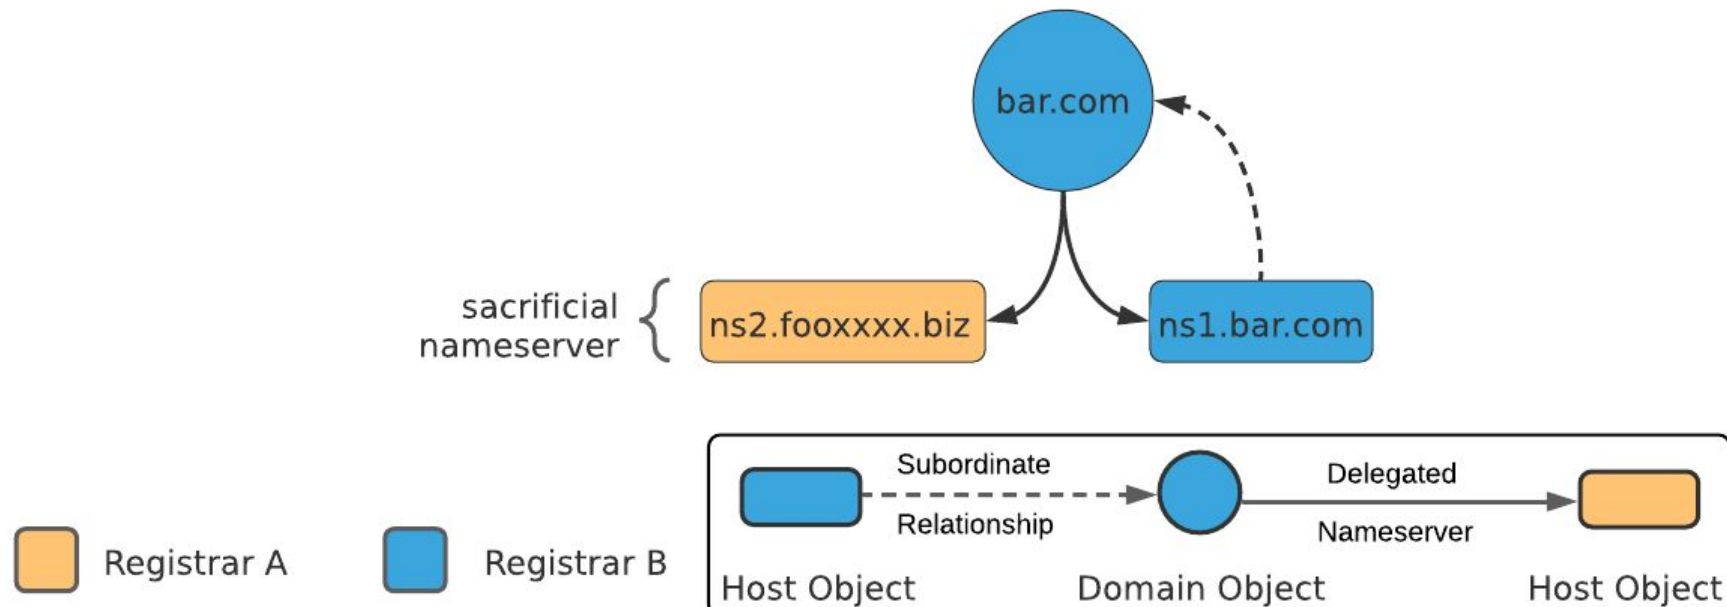 bar.com
sacrificial
nameserver
ns2.fooxxxx.biz
ns1.bar.com
Subordinate
Relationship
Delegated
Nameserver
Registrar A
Registrar B
Host Object
Domain Object
Host Object